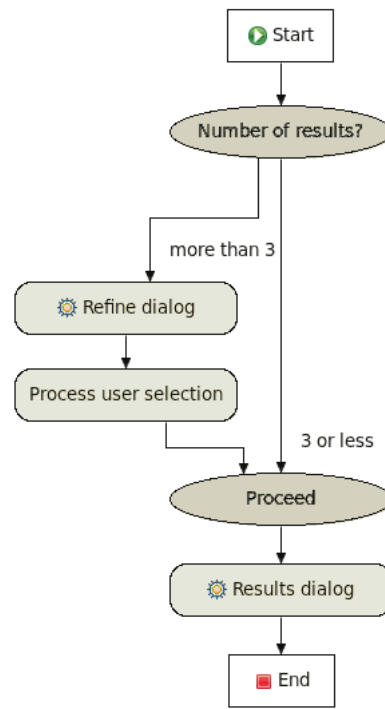 Start
Number of results?
more than 3
Refine dialog
Process user selection
3 or less
Proceed
Results dialog
End